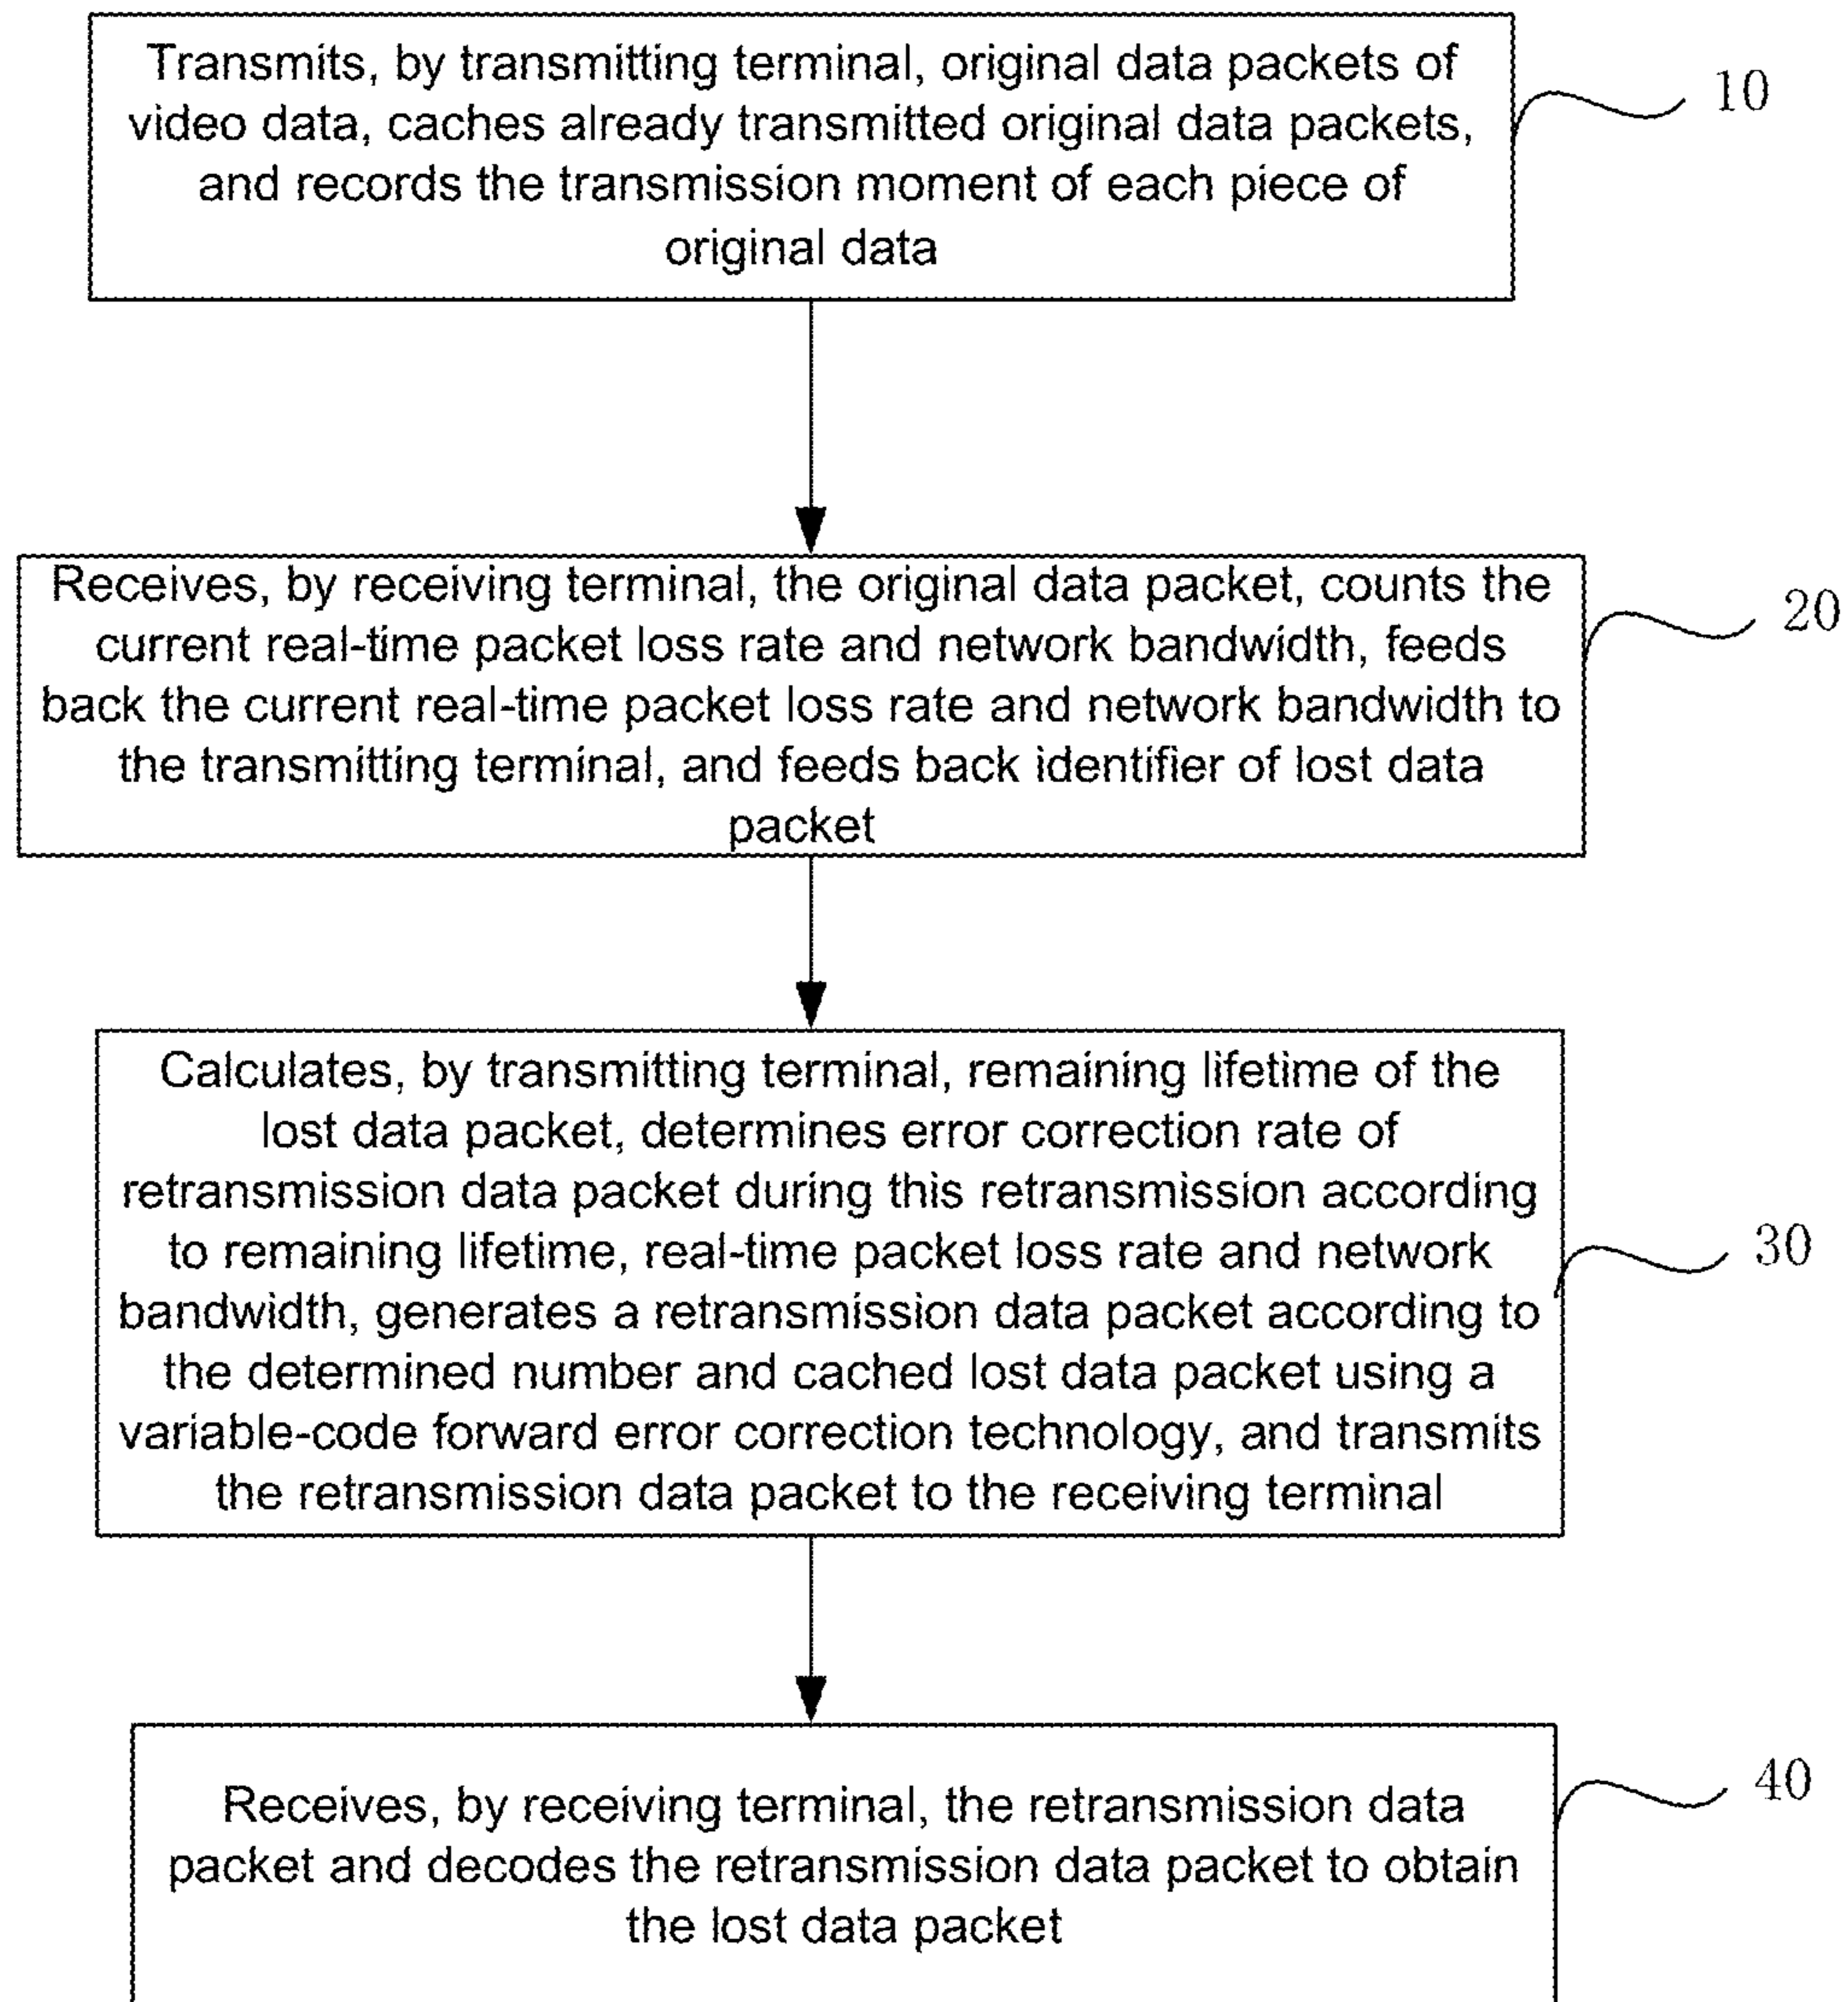 Transmits, by transmitting terminal, original data packets of
video data, caches already transmitted original data packets,
and records the transmission moment of each piece of
original data
10
Receives, by receiving terminal, the original data packet, counts the
current real-time packet loss rate and network bandwidth, feeds
back the current real-time packet loss rate and network bandwidth to
the transmitting terminal, and feeds back identifier of lost data
packet
20
Calculates, by transmitting terminal, remaining lifetime of the
lost data packet, determines error correction rate of
retransmission data packet during this retransmission according
to remaining lifetime, real-time packet loss rate and network
bandwidth, generates a retransmission data packet according to
the determined number and cached lost data packet using a
variable-code forward error correction technology, and transmits
the retransmission data packet to the receiving terminal
30
Receives, by receiving terminal, the retransmission data
packet and decodes the retransmission data packet to obtain
the lost data packet
40